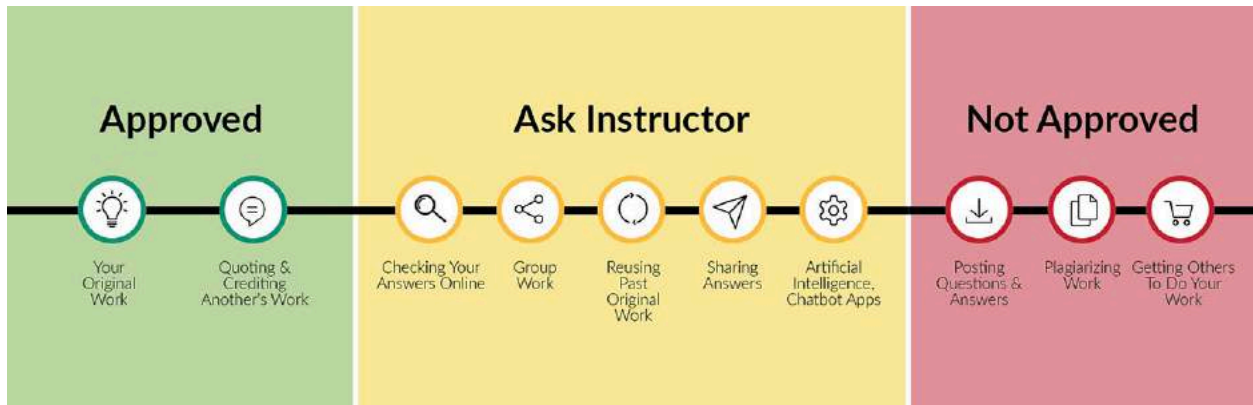 Approved
Your
Original
Work
Quoting &
Crediting
Another's Work
Ask Instructor
Checking Your
Answers Online
Group
Work
Reusing
Past
Original
Work
Sharing
Answers
Artificial
Intelligence,
Chatbot Apps
Not Approved
Posting
Questions &
Answers
Plagiarizing
Work
Getting Others
To Do Your
Work